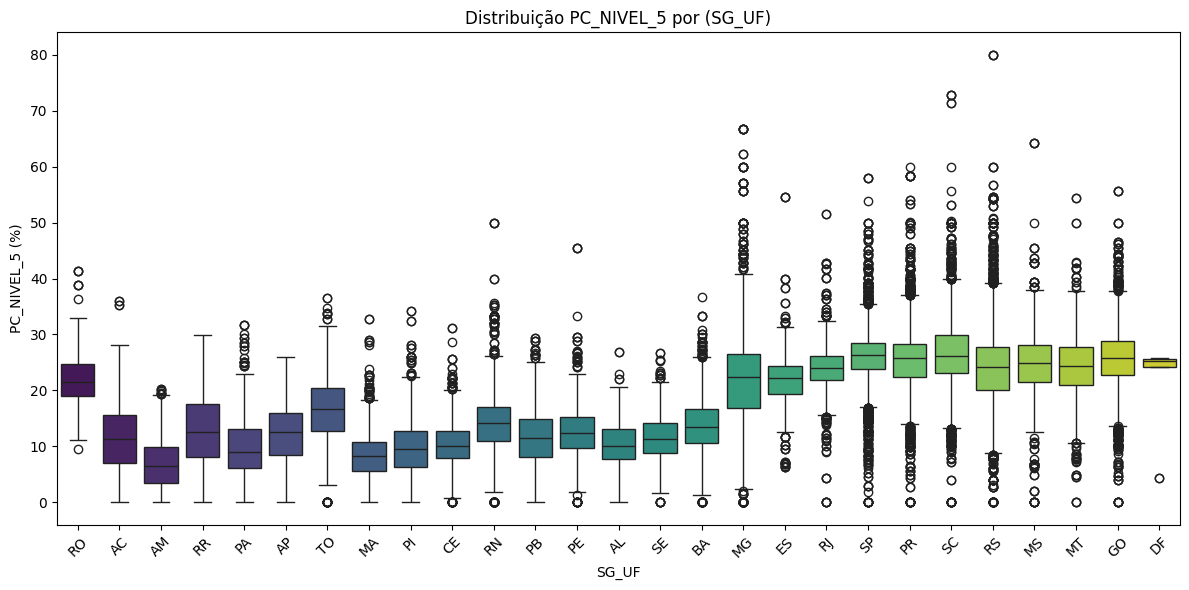 Distribuição PC_NIVEL_5 por (SG_UF)
PC_NIVEL_5 (%)
80
70
60
50
40
30
20
10
0
RO AC AM RR PA AP TO MA PI CE RN PB PE AL SE BA MG ES RJ SP PR SC RS MS MT GO DF
SG_UF